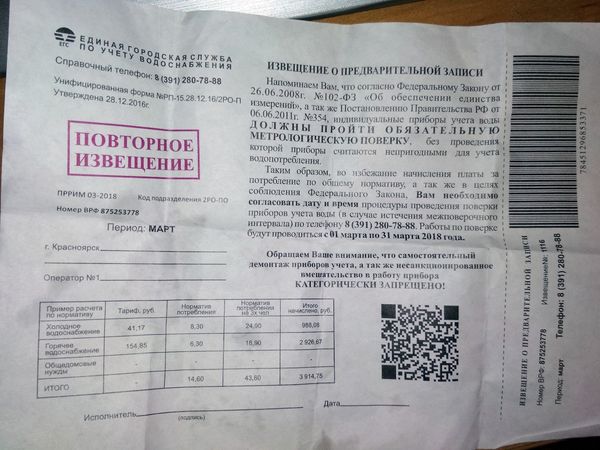 ЕГС
ЕДИНАЯ ГОРОДСКАЯ СЛУЖБА
ПО УЧЕТУ ВОДОСНАБЖЕНИЯ
Справочный телефон: 8 (391) 280-78-88
Унифицированная форма №РП-15.28.12.16/2РО-П
Утверждена 28.12.2016г.
ПОВТОРНОЕ
ИЗВЕЩЕНИЕ
ПРРИМ 03-2018 Код подразделения 2РО-ПО
Номер ВРФ 875253778
Период: МАРТ
г. Красноярск
Оператор №1
Пример расчета по нормативу Тариф, руб. Норматив потребления Норматив потребления на 3х чел Итого начислено, руб.
Холодное водоснабжение 41,17 8,30 24,90 988,08
Горячее водоснабжение 154,85 6,30 18,90 2 926,67
Общедомовые нужды - - - -
ИТОГО 14,60 43,80 3 914,75
Исполнитель
(подпись)
Дата
ИЗВЕЩЕНИЕ О ПРЕДВАРИТЕЛЬНОЙ ЗАПИСИ
Напоминаем Вам, что согласно Федеральному Закону от
26.06.2008г. №102-ФЗ «Об обеспечении единства
измерений», а так же Постановлении Правительства РФ от
06.06.2011г. №354, индивидуальные приборы учета воды
ДОЛЖНЫ ПРОЙТИ ОБЯЗАТЕЛЬНУЮ
МЕТРОЛОГИЧЕСКУЮ ПОВЕРКУ, без проведения
которой приборы считаются непригодными для учета
водопотребления.
Таким образом, во избежание начисления платы за
потребление по общему нормативу, а так же в целях
соблюдения Федерального Закона, Вам необходимо
согласовать дату и время процедуры проведения поверки
приборов учета воды (в случае истечения межповерочного
интервала) по телефону 8 (391) 280-78-88. Работы по поверке
будут проводиться с 01 марта по 31 марта 2018 года.
Обращаем Ваше внимание, что самостоятельный
демонтаж приборов учета, а так же несанкционированное
вмешательство в работу прибора
КАТЕГОРИЧЕСКИ ЗАПРЕЩЕНО!
78451296853371
ИЗВЕЩЕНИЕ О ПРЕДВАРИТЕЛЬНОЙ ЗАПИСИ
Номер ВРФ: 875253778 Извещение№: 1116
Период: март Телефон: 8 (391) 280-78-88